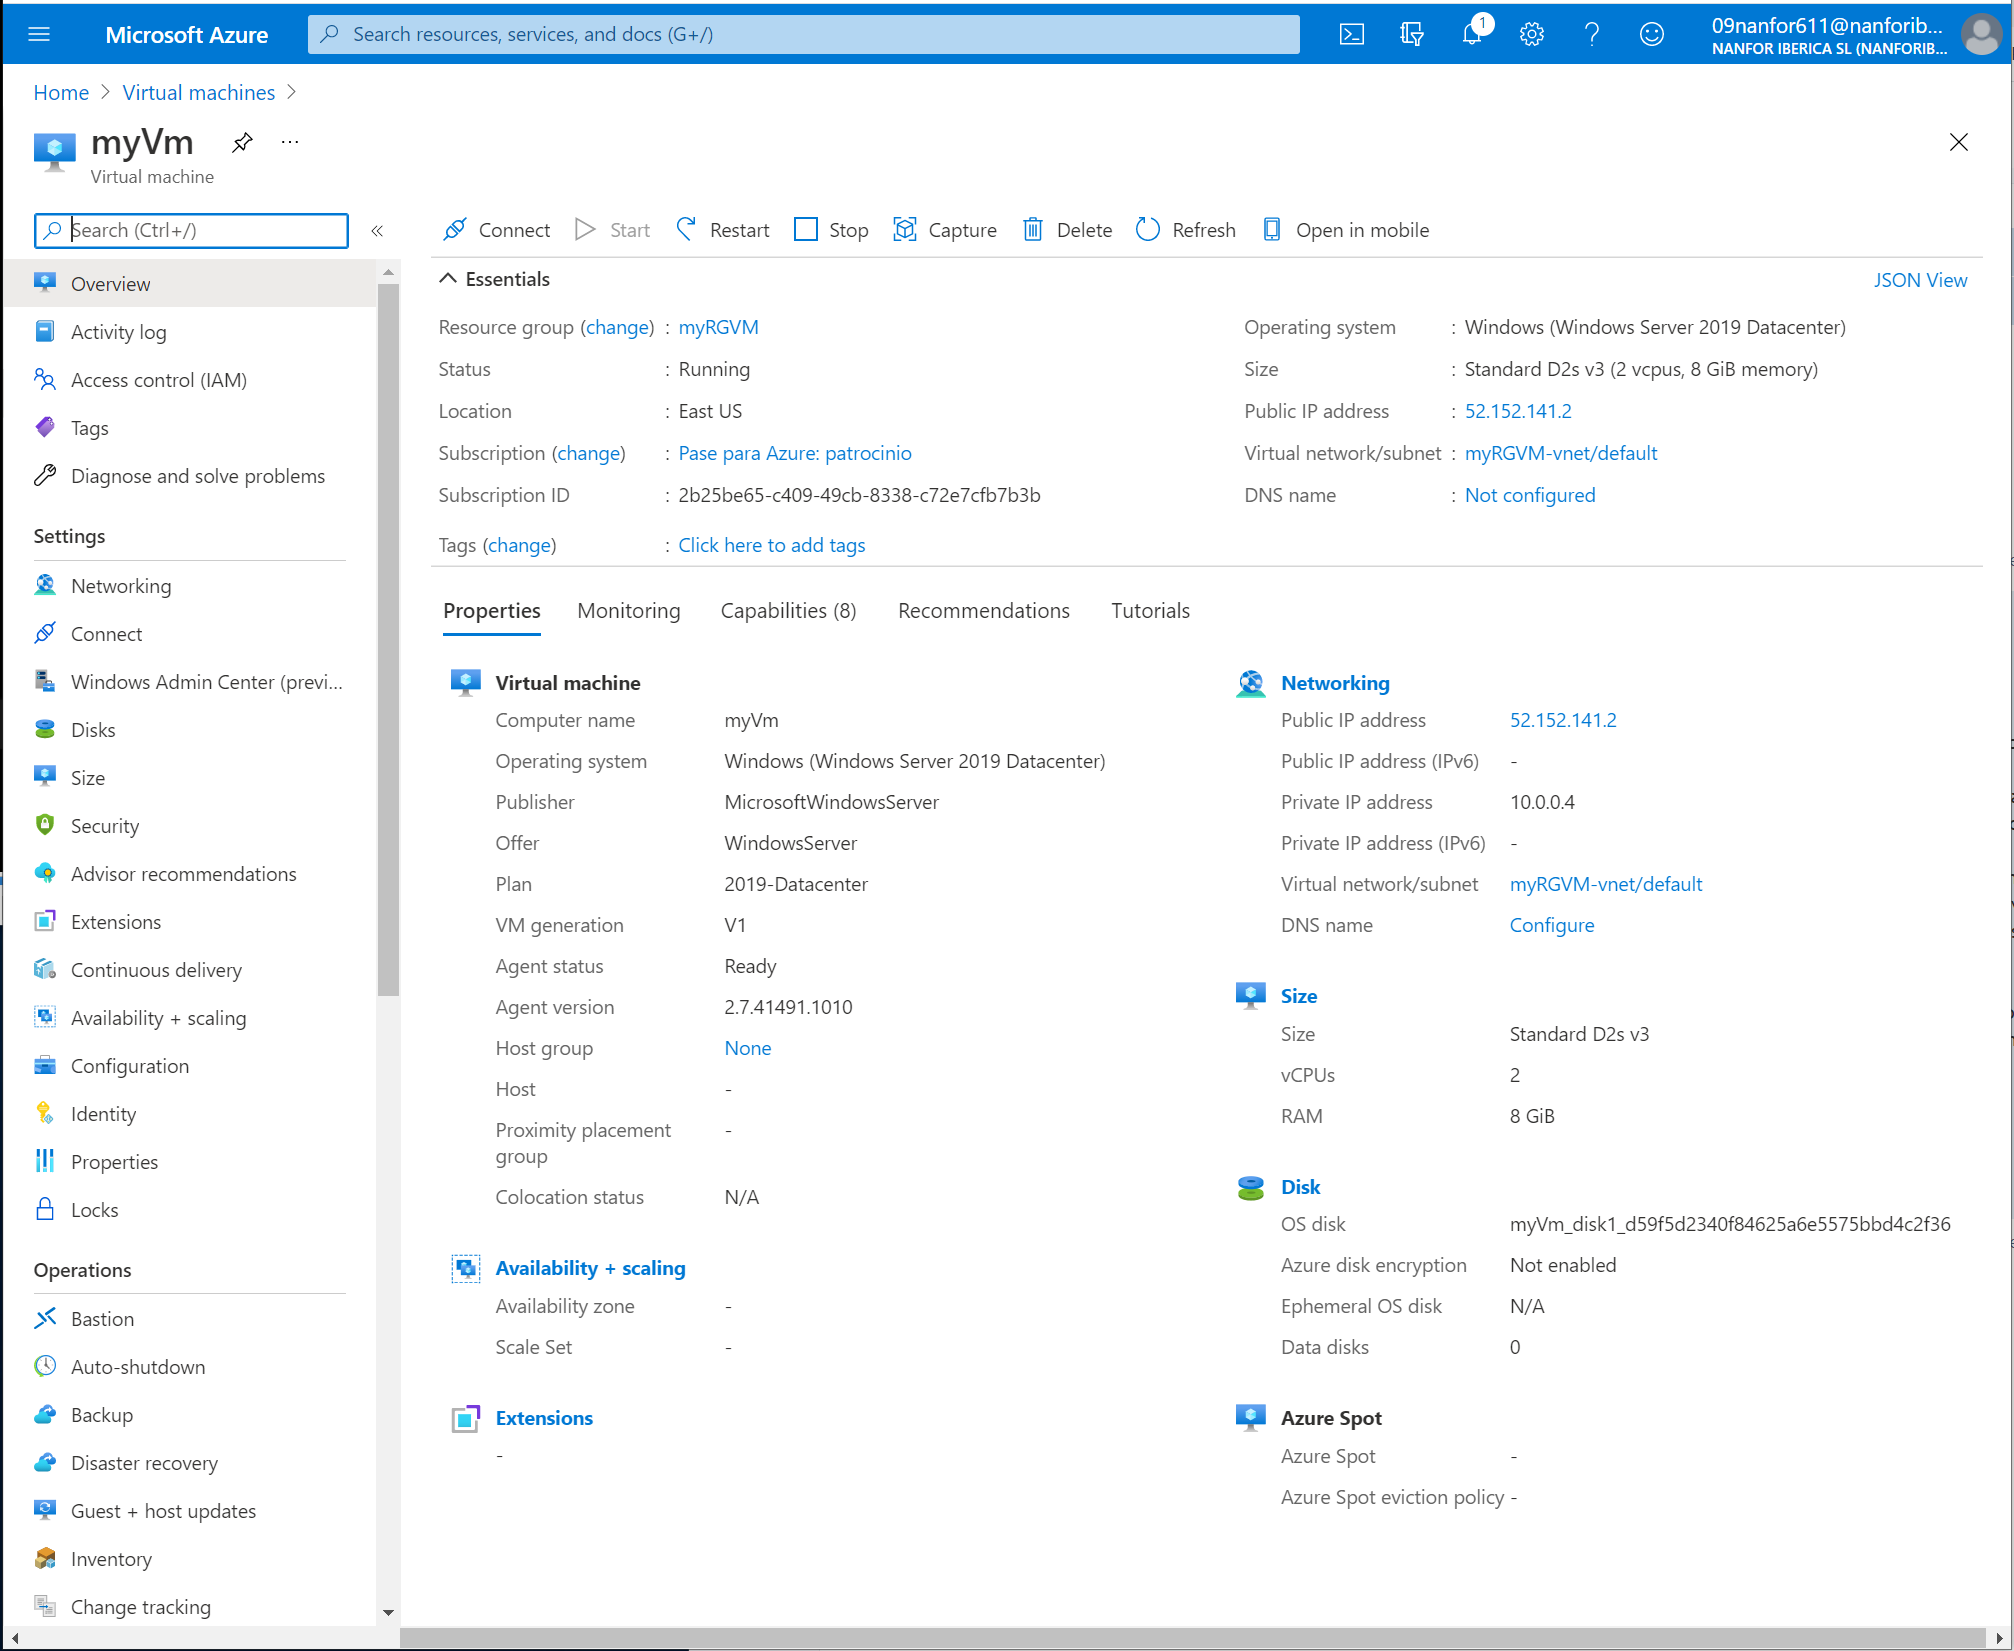 Microsoft Azure
Search resources, services, and docs (G+/)
1
09nanfor611@nanforib...
NANFOR IBERICA SL (NANFORIB...
Home > Virtual machines >
myVm
...
Virtual machine
Search (Ctrl+/)
«
Connect
Start
Restart
Stop
Capture
Delete
Refresh
Open in mobile
Overview
Activity log
Access control (IAM)
Tags
Diagnose and solve problems
Settings
Networking
Connect
Windows Admin Center (previ...
Disks
Size
Security
Advisor recommendations
Extensions
Continuous delivery
Availability + scaling
Configuration
Identity
Properties
Locks
Operations
Bastion
Auto-shutdown
Backup
Disaster recovery
Guest + host updates
Inventory
Change tracking
Essentials
JSON View
Resource group (change) : myRGVM
Status : Running
Location : East US
Subscription (change) : Pase para Azure: patrocinio
Subscription ID : 2b25be65-c409-49cb-8338-c72e7cfb7b3b
Tags (change) : Click here to add tags
Operating system : Windows (Windows Server 2019 Datacenter)
Size : Standard D2s v3 (2 vcpus, 8 GiB memory)
Public IP address : 52.152.141.2
Virtual network/subnet : myRGVM-vnet/default
DNS name : Not configured
Properties
Monitoring
Capabilities (8)
Recommendations
Tutorials
Virtual machine
Computer name myVm
Operating system Windows (Windows Server 2019 Datacenter)
Publisher MicrosoftWindowsServer
Offer WindowsServer
Plan 2019-Datacenter
VM generation V1
Agent status Ready
Agent version 2.7.41491.1010
Host group None
Host -
Proximity placement -
group
Colocation status N/A
Availability + scaling
Availability zone -
Scale Set -
Extensions
-
Networking
Public IP address 52.152.141.2
Public IP address (IPv6) -
Private IP address 10.0.0.4
Private IP address (IPv6) -
Virtual network/subnet myRGVM-vnet/default
DNS name Configure
Size
Size Standard D2s v3
vCPUs 2
RAM 8 GiB
Disk
OS disk myVm_disk1_d59f5d2340f84625a6e5575bbd4c2f36
Azure disk encryption Not enabled
Ephemeral OS disk N/A
Data disks 0
Azure Spot
Azure Spot -
Azure Spot eviction policy -